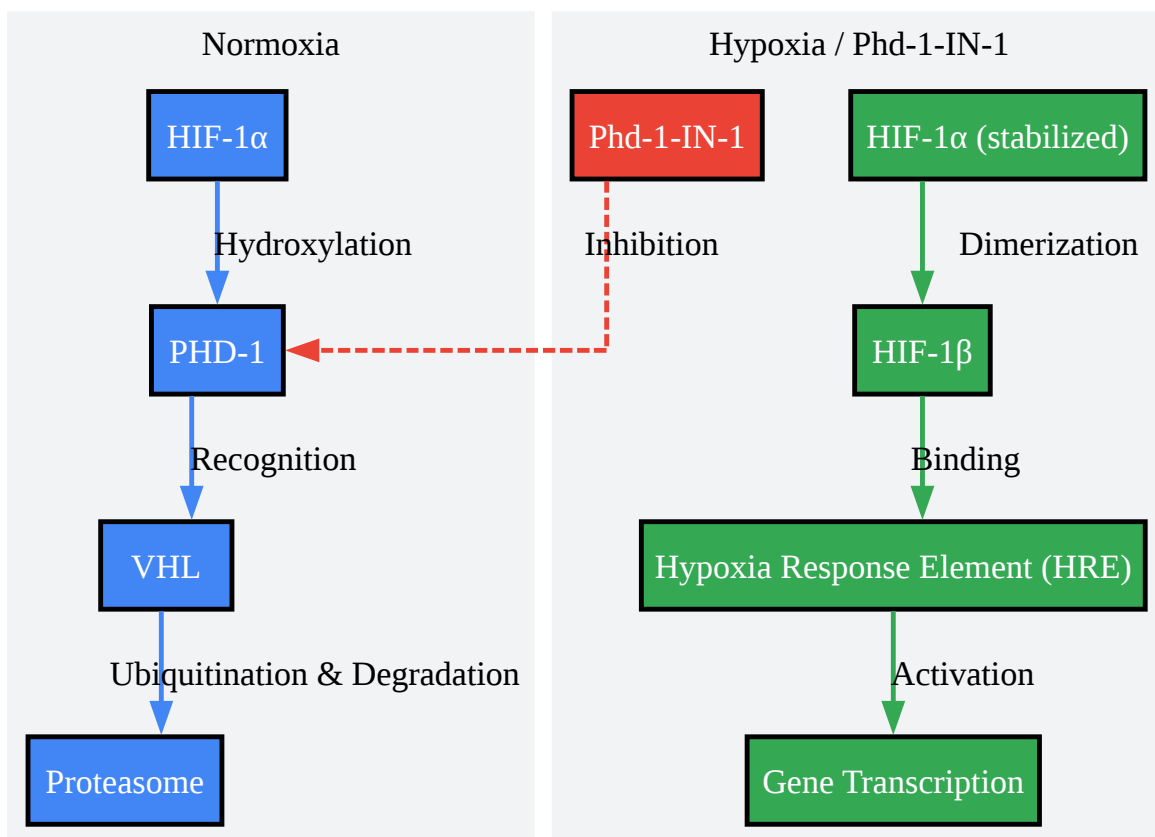 Normoxia
HIF-1α
Hydroxylation
PHD-1
Recognition
VHL
Ubiquitination & Degradation
Proteasome
Hypoxia / Phd-1-IN-1
Phd-1-IN-1
Inhibition
HIF-1α (stabilized)
Dimerization
HIF-1β
Binding
Hypoxia Response Element (HRE)
Activation
Gene Transcription